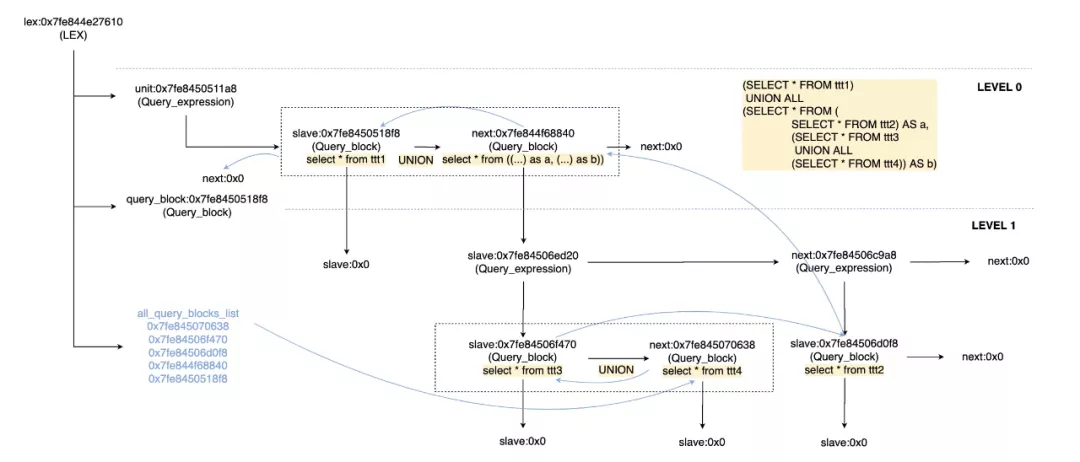 lex:0x7fe844e27610
(LEX)
unit:0x7fe8450511a8
(Query_expression)
(SELECT * FROM ttt1)
UNION ALL
(SELECT * FROM (
SELECT * FROM ttt2) AS a,
(SELECT * FROM ttt3
UNION ALL
(SELECT * FROM ttt4)) AS b)
LEVEL 0
slave:0x7fe8450518f8
(Query_block)
select * from ttt1
UNION
next:0x7fe844f68840
(Query_block)
select * from ((...) as a, (...) as b))
next:0x0
next:0x0
query_block:0x7fe8450518f8
(Query_block)
LEVEL 1
slave:0x0
slave:0x7fe84506ed20
(Query_expression)
next:0x7fe84506c9a8
(Query_expression)
next:0x0
all_query_blocks_list
0x7fe845070638
0x7fe84506f470
0x7fe84506d0f8
0x7fe844f68840
0x7fe8450518f8
slave:0x7fe84506f470
(Query_block)
select * from ttt3
UNION
next:0x7fe845070638
(Query_block)
select * from ttt4
slave:0x7fe84506d0f8
(Query_block)
select * from ttt2
next:0x0
slave:0x0
slave:0x0
slave:0x0